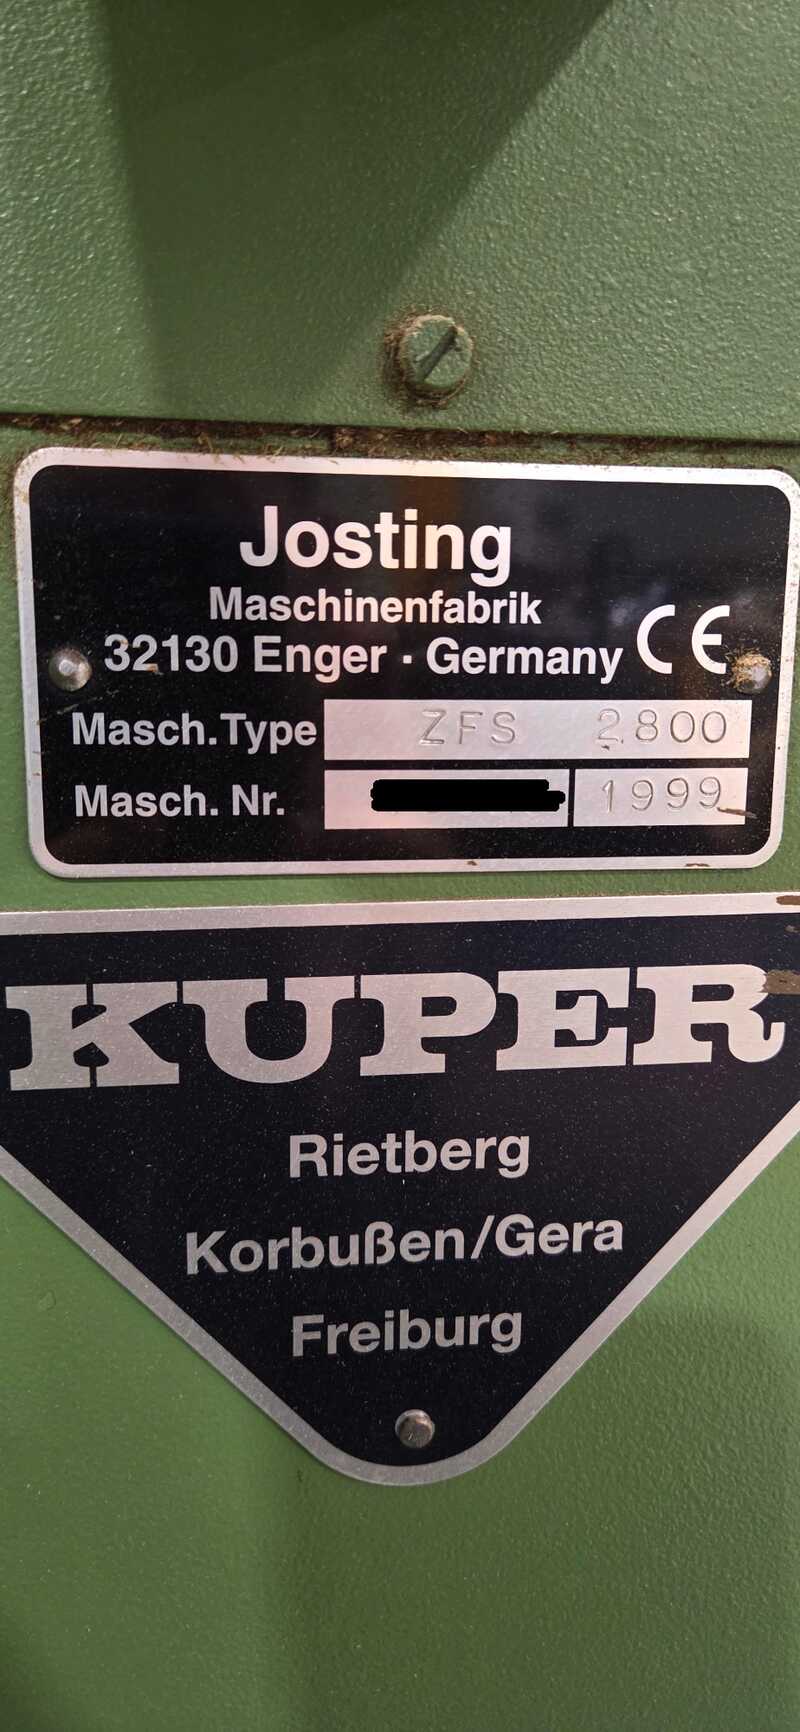 Josting
Maschinenfabrik
32130 Enger · Germany CE
Masch.Type ZFS 2800
Masch. Nr. 1999
KUPER
Rietberg
Korbußen/Gera
Freiburg